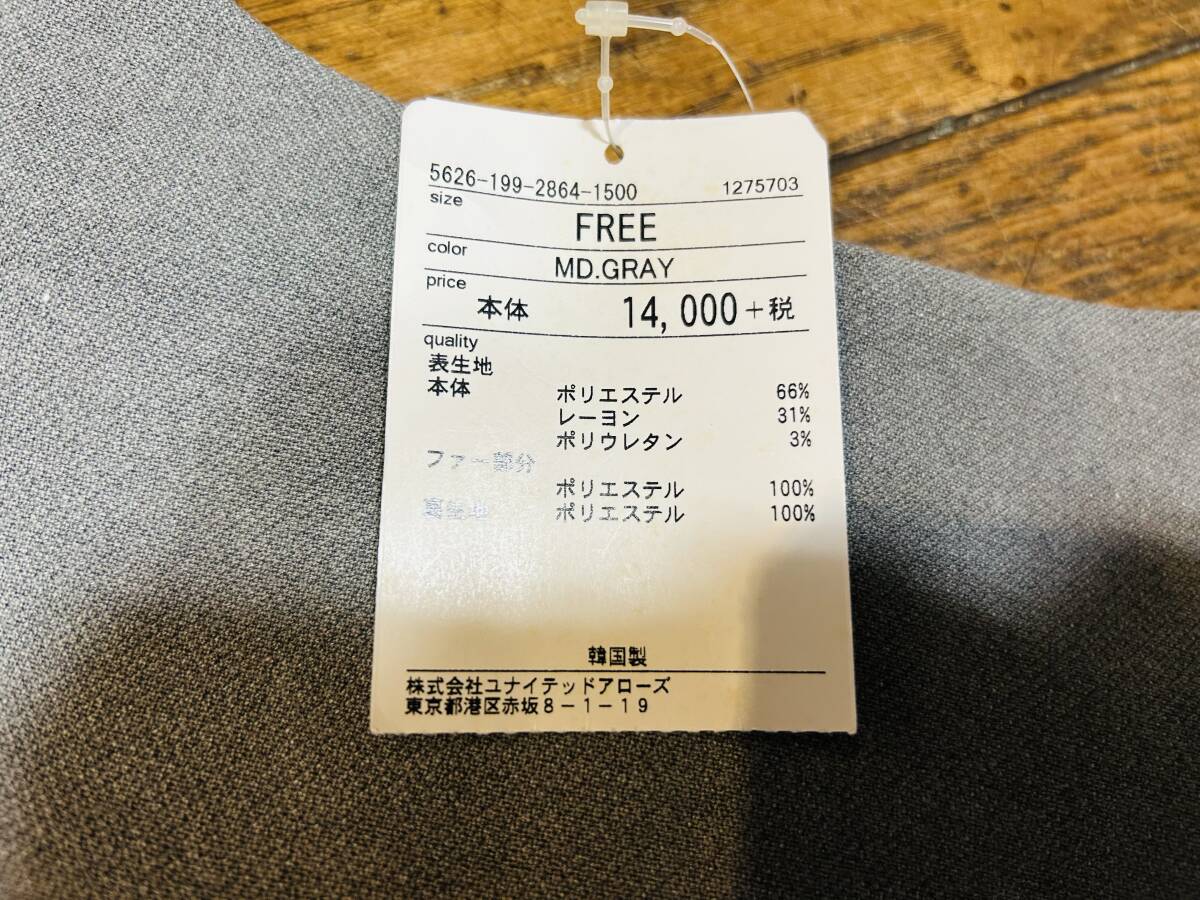 5626-199-2864-1500 1275703
size
FREE
color
MD.GRAY
price
本体 14,000+税
quality
表生地
本体 ポリエステル 66%
レーヨン 31%
ポリウレタン 3%
ファー部分
ポリエステル 100%
裏生地 ポリエステル 100%
韓国製
株式会社ユナイテッドアローズ
東京都港区赤坂8-1-19